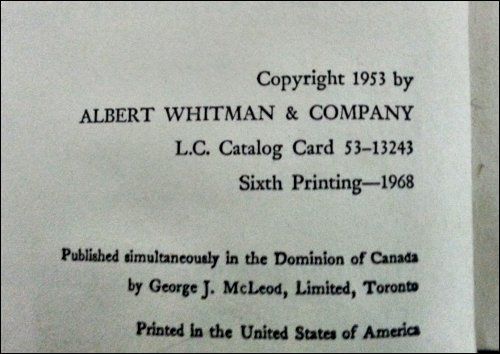 Copyright 1953 by
ALBERT WHITMAN & COMPANY
L.C. Catalog Card 53–13243
Sixth Printing—1968
Published simultaneously in the Dominion of Canada
by George J. McLeod, Limited, Toronto
Printed in the United States of America